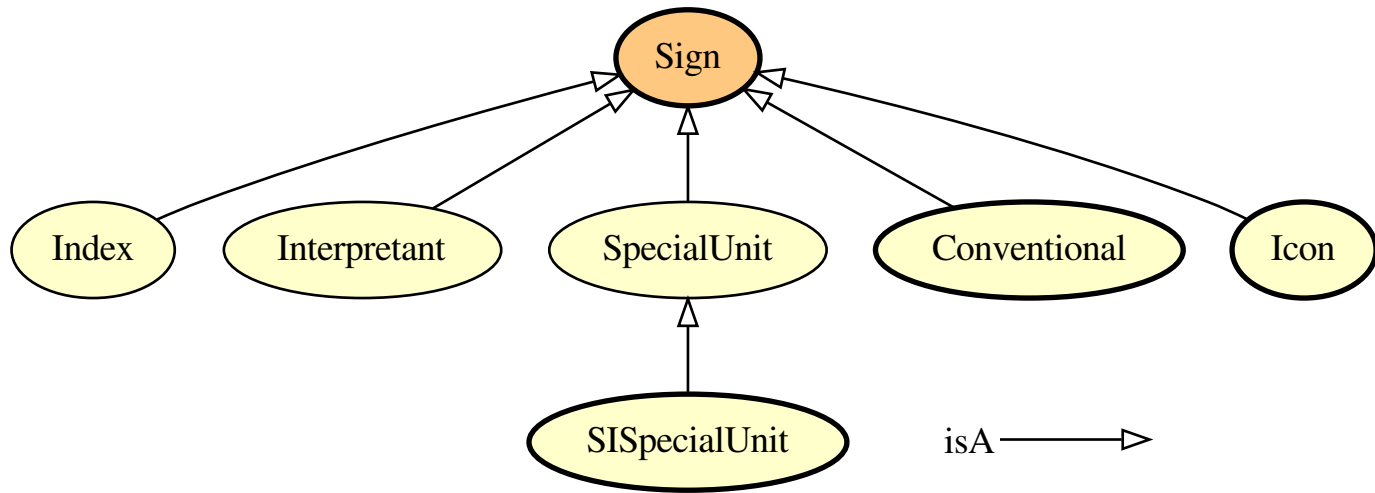 Sign
Index
Interpretant
SpecialUnit
Conventional
Icon
SISpecialUnit
isA